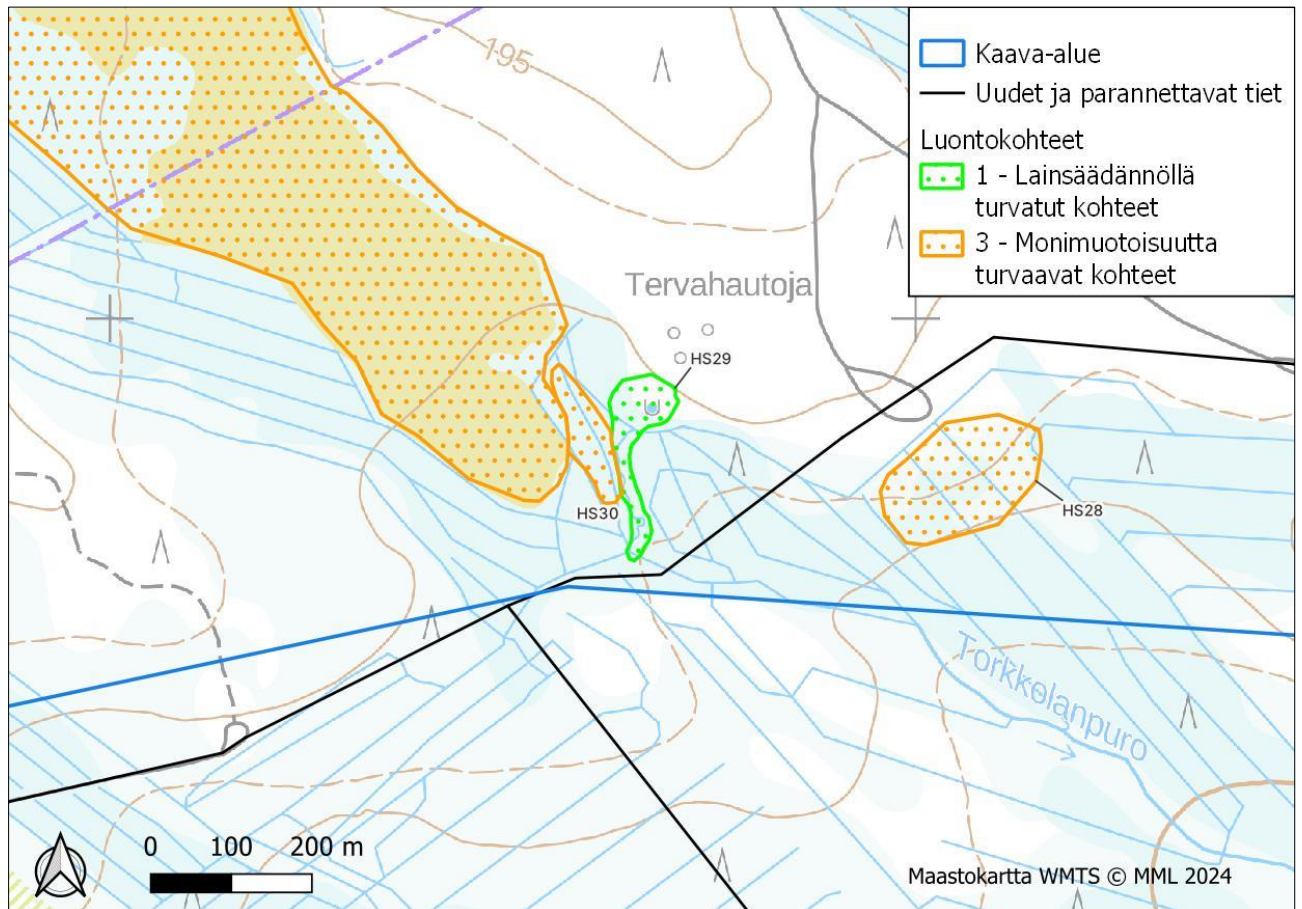 195
Kaava-alue
Uudet ja parannettavat tiet
Luontokohteet
1 - Lainsäädännöllä
turvatut kohteet
3 - Monimuotoisuutta
turvaavat kohteet
Tervahautoja
HS29
HS30
HS28
Torkkolanpuro
0 100 200 m
Maastokartta WMTS © MML 2024